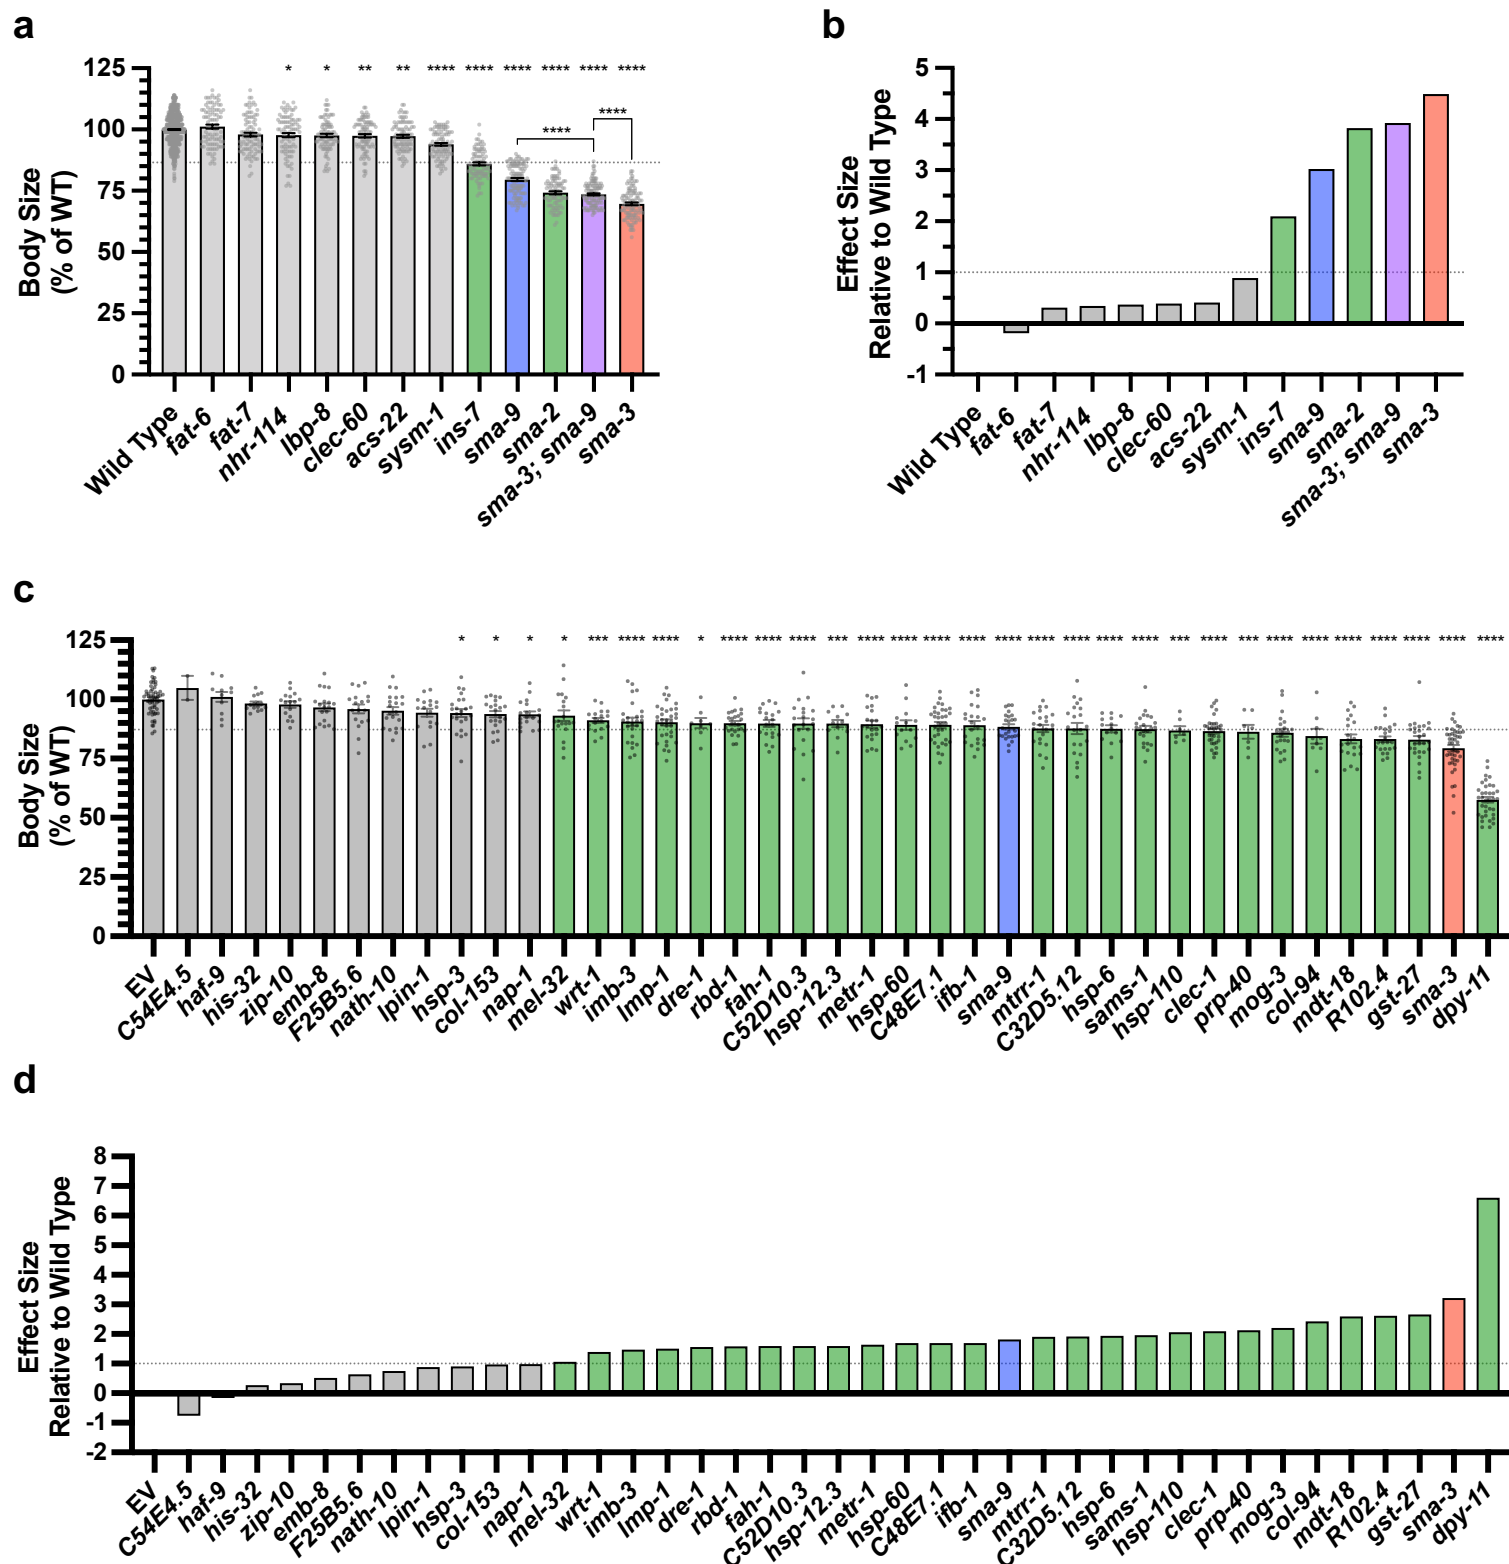 a
b
125
100
75
50
25
0
Body Size
(% of WT)
* * ** ** **** **** **** **** **** ****
****
****
Wild Type
fat-6
fat-7
nhr-114
lbp-8
clec-60
acs-22
sysm-1
ins-7
sma-9
sma-2
sma-3; sma-9
sma-3
5
4
3
2
1
0
-1
Effect Size
Relative to Wild Type
Wild Type
fat-6
fat-7
nhr-114
lbp-8
clec-60
acs-22
sysm-1
ins-7
sma-9
sma-2
sma-3; sma-9
sma-3
c
125
100
75
50
25
0
Body Size
(% of WT)
* * * * *** **** **** * **** **** **** *** **** **** **** **** **** **** **** **** **** *** **** *** **** **** **** **** **** **** ****
EV
C54E4.5
haf-9
his-32
zip-10
emb-8
F25B5.6
nath-10
lpin-1
hsp-3
col-153
nap-1
mel-32
wrt-1
imb-3
lmp-1
dre-1
rbd-1
fah-1
C52D10.3
hsp-12.3
metr-1
hsp-60
C48E7.1
ifb-1
sma-9
mtrr-1
C32D5.12
hsp-6
sams-1
hsp-110
clec-1
prp-40
mog-3
col-94
mdt-18
R102.4
gst-27
sma-3
dpy-11
d
8
7
6
5
4
3
2
1
0
-1
-2
Effect Size
Relative to Wild Type
EV
C54E4.5
haf-9
his-32
zip-10
emb-8
F25B5.6
nath-10
lpin-1
hsp-3
col-153
nap-1
mel-32
wrt-1
imb-3
lmp-1
dre-1
rbd-1
fah-1
C52D10.3
hsp-12.3
metr-1
hsp-60
C48E7.1
ifb-1
sma-9
mtrr-1
C32D5.12
hsp-6
sams-1
hsp-110
clec-1
prp-40
mog-3
col-94
mdt-18
R102.4
gst-27
sma-3
dpy-11